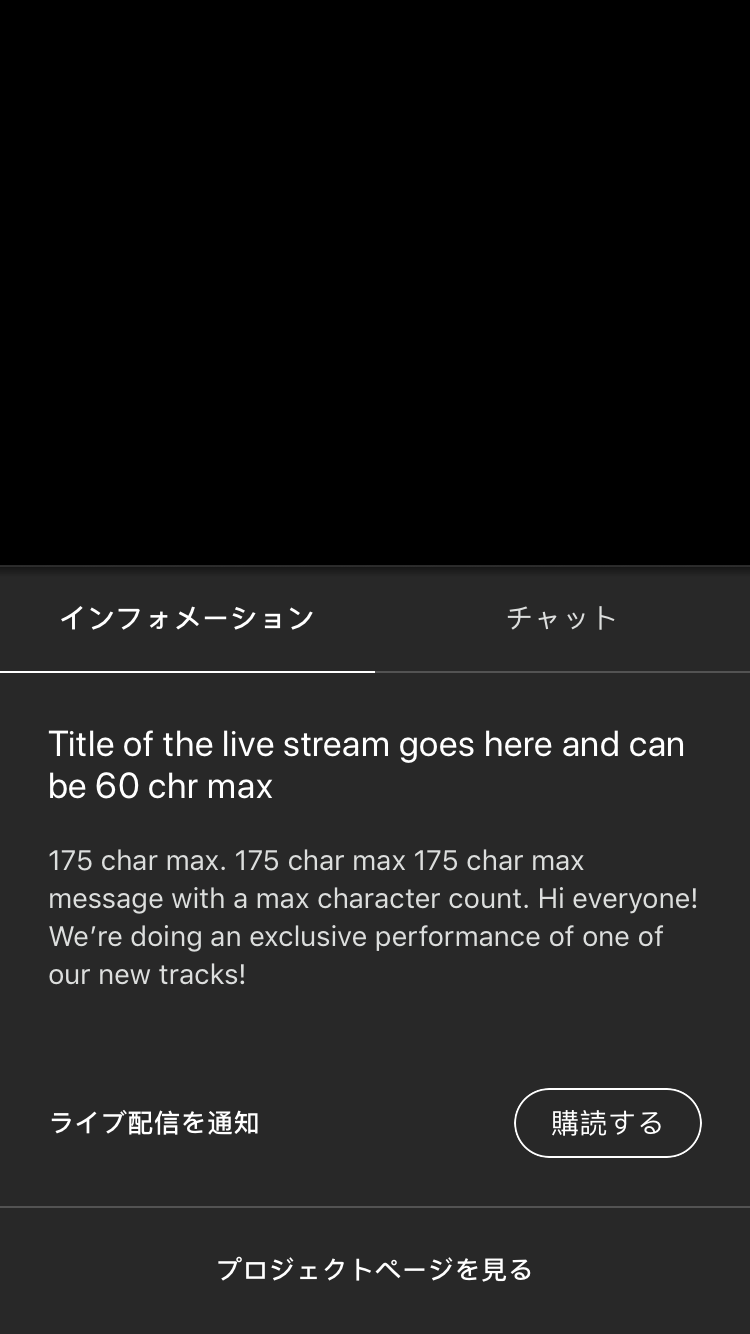 インフォメーション
チャット
Title of the live stream goes here and can
be 60 chr max
175 char max. 175 char max 175 char max
message with a max character count. Hi everyone!
We’re doing an exclusive performance of one of
our new tracks!
ライブ配信を通知
購読する
プロジェクトページを見る